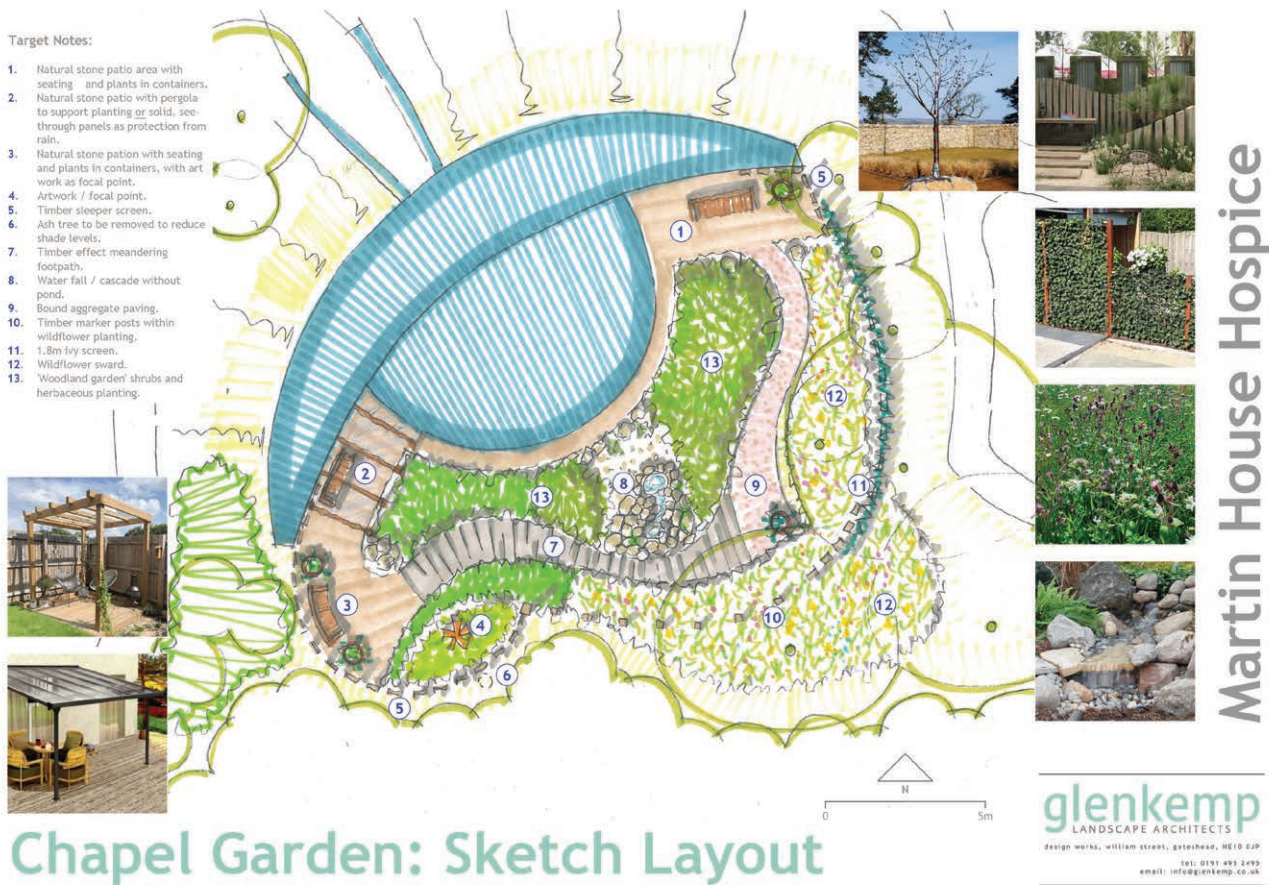 Target Notes:
1. Natural stone patio area with
seating and plants in containers.
2. Natural stone patio with pergola
to support planting or solid, see-
through panels as protection from
rain.
3. Natural stone pation with seating
and plants in containers, with art
work as focal point.
4. Artwork / focal point.
5. Timber sleeper screen.
6. Ash tree to be removed to reduce
shade levels.
7. Timber effect meandering
footpath.
8. Water fall / cascade without
pond.
9. Bound aggregate paving.
10. Timber marker posts within
wildflower planting.
11. 1.8m ivy screen.
12. Wildflower sward.
13. 'Woodland garden' shrubs and
herbaceous planting.
5
1
13
12
2
8
9
11
13
7
3
4
10
12
6
5
Martin House Hospice
N
0 5m
Chapel Garden: Sketch Layout
glenkemp
LANDSCAPE ARCHITECTS
design works, william street, gateshead, NE10 0JP
tel: 0191 495 2495
email: info@glenkemp.co.uk